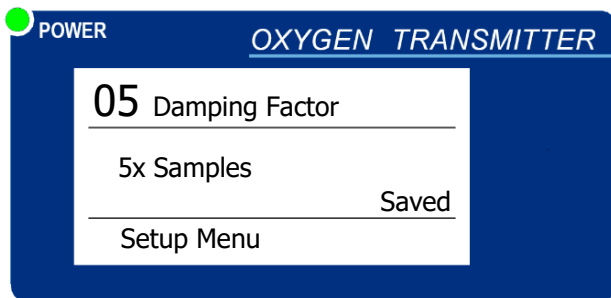 POWER
OXYGEN TRANSMITTER
05 Damping Factor
5x Samples
Saved
Setup Menu